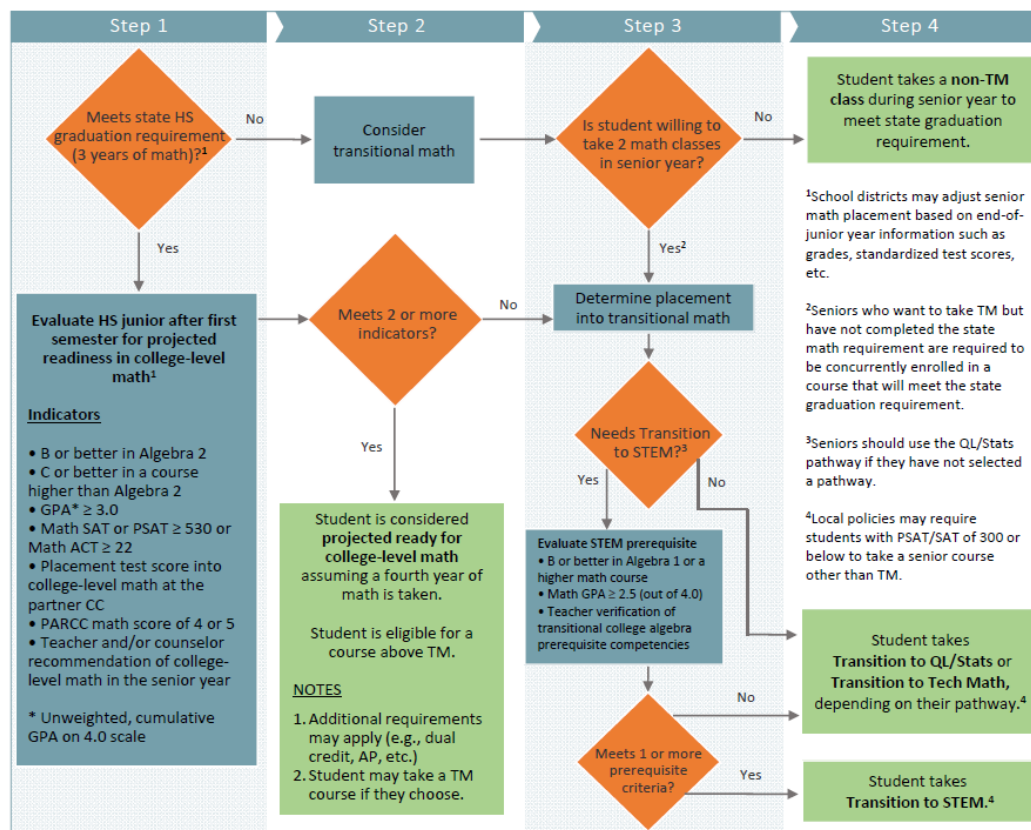 Step 1
Step 2
Step 3
Step 4
Meets state HS
graduation requirement
(3 years of math)?¹
No
Yes
Consider
transitional math
Is student willing to
take 2 math classes
in senior year?
No
Yes²
Student takes a non-TM
class during senior year to
meet state graduation
requirement.
Evaluate HS junior after first
semester for projected
readiness in college-level
math¹
Indicators
• B or better in Algebra 2
• C or better in a course
higher than Algebra 2
• GPA* ≥ 3.0
• Math SAT or PSAT ≥ 530 or
Math ACT ≥ 22
• Placement test score into
college-level math at the
partner CC
• PARCC math score of 4 or 5
• Teacher and/or counselor
recommendation of college-
level math in the senior year
* Unweighted, cumulative
GPA on 4.0 scale
Meets 2 or more
indicators?
No
Yes
Student is considered
projected ready for
college-level math
assuming a fourth year of
math is taken.
Student is eligible for a
course above TM.
NOTES
1. Additional requirements
may apply (e.g., dual
credit, AP, etc.)
2. Student may take a TM
course if they choose.
Determine placement
into transitional math
Needs Transition
to STEM?³
Yes
No
Evaluate STEM prerequisite
• B or better in Algebra 1 or a
higher math course
• Math GPA ≥ 2.5 (out of 4.0)
• Teacher verification of
transitional college algebra
prerequisite competencies
Meets 1 or more
prerequisite
criteria?
No
Yes
¹School districts may adjust senior
math placement based on end-of-
junior year information such as
grades, standardized test scores,
etc.
²Seniors who want to take TM but
have not completed the state
math requirement are required to
be concurrently enrolled in a
course that will meet the state
graduation requirement.
³Seniors should use the QL/Stats
pathway if they have not selected
a pathway.
⁴Local policies may require
students with PSAT/SAT of 300 or
below to take a senior course
other than TM.
Student takes
Transition to QL/Stats or
Transition to Tech Math,
depending on their pathway.⁴
Student takes
Transition to STEM.⁴